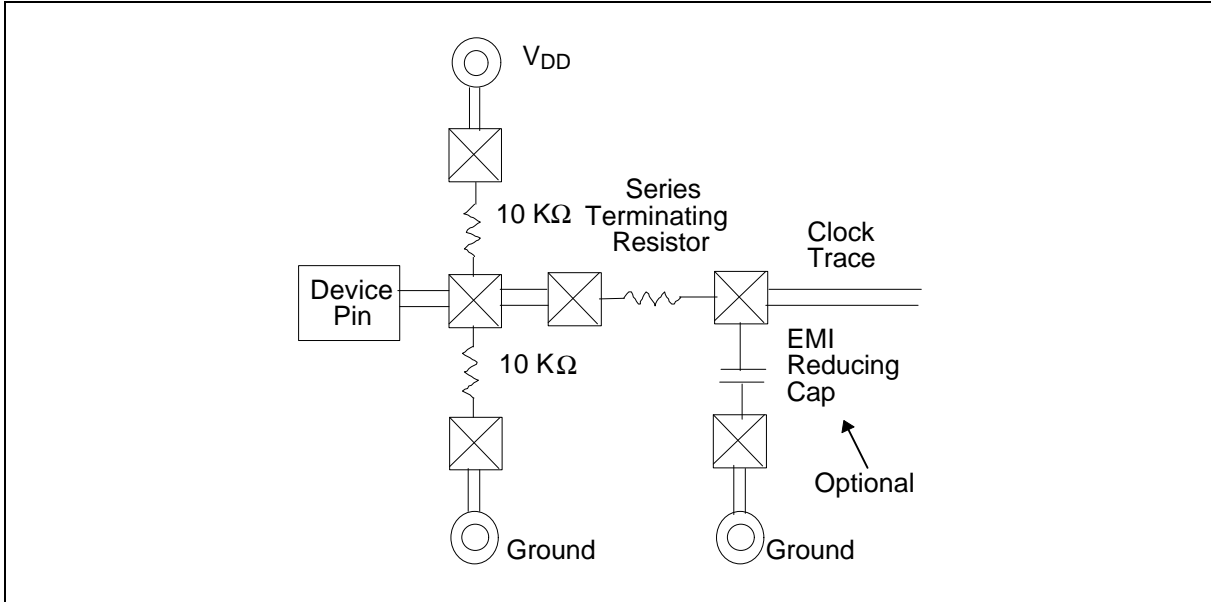 VDD
10 KΩ
Series
Terminating
Resistor
Clock
Trace
Device
Pin
10 KΩ
EMI
Reducing
Cap
Optional
Ground
Ground